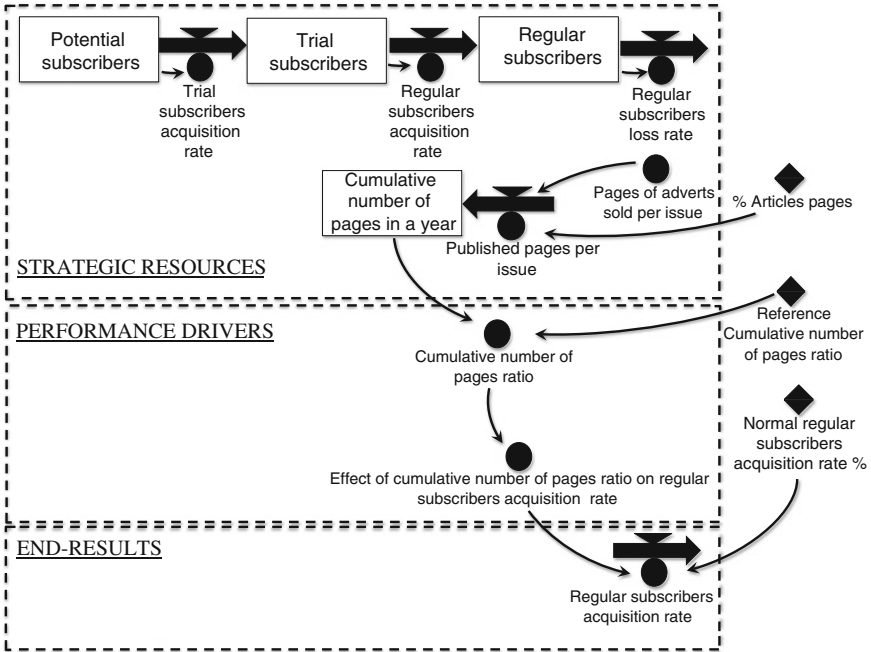 Potential
subscribers
Trial
subscribers
Regular
subscribers
Trial
subscribers
acquisition
rate
Regular
subscribers
acquisition
rate
Regular
subscribers
loss rate
Cumulative
number of
pages in a year
Pages of adverts
sold per issue
% Articles pages
Published pages per
issue
STRATEGIC RESOURCES
PERFORMANCE DRIVERS
Reference
Cumulative number
of pages ratio
Cumulative number of
pages ratio
Normal regular
subscribers
acquisition rate %
Effect of cumulative number of pages ratio on regular
subscribers acquisition rate
END-RESULTS
Regular subscribers
acquisition rate